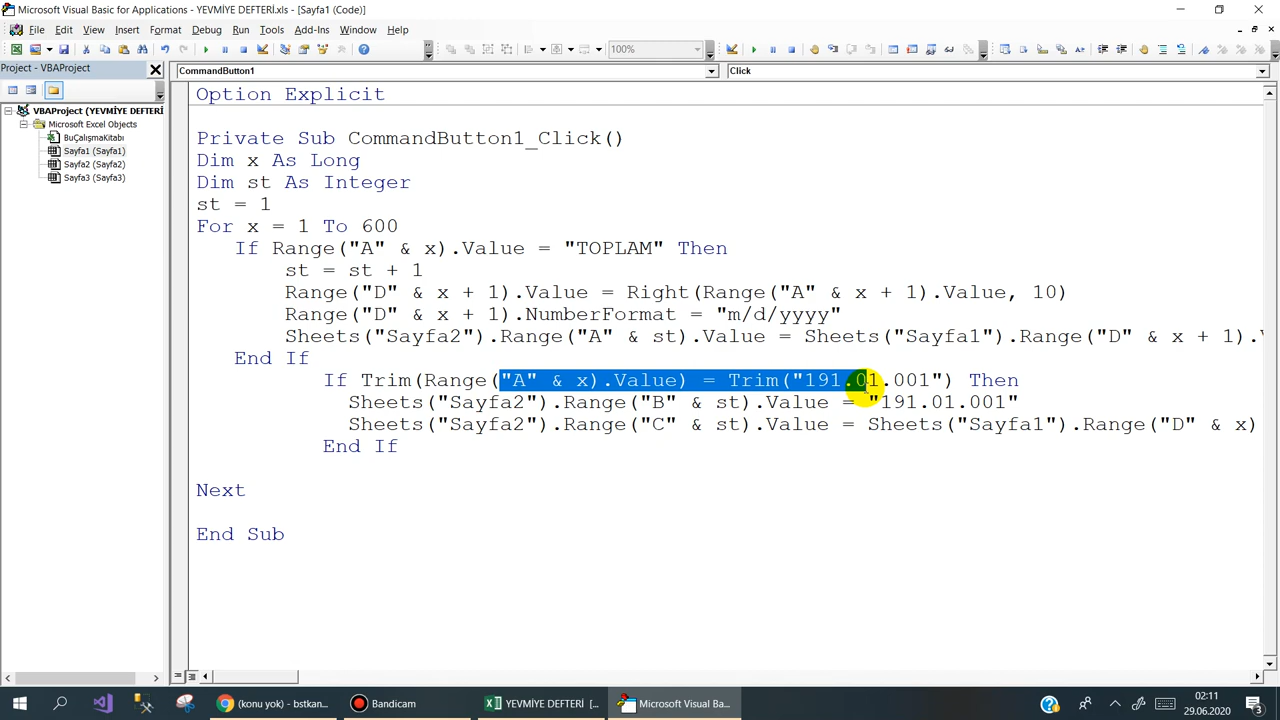 Microsoft Visual Basic for Applications - YEVMİYE DEFTERİ.xls - [Sayfa1 (Code)]
File Edit View Insert Format Debug Run Tools Add-Ins Window Help
100%
Project - VBAProject
CommandButton1
Click
VBAProject (YEVMİYE DEFTERİ
Microsoft Excel Objects
BuÇalışmaKitabı
Sayfa1 (Sayfa1)
Sayfa2 (Sayfa2)
Sayfa3 (Sayfa3)
Option Explicit
Private Sub CommandButton1_Click()
Dim x As Long
Dim st As Integer
st = 1
For x = 1 To 600
If Range("A" & x).Value = "TOPLAM" Then
st = st + 1
Range("D" & x + 1).Value = Right(Range("A" & x + 1).Value, 10)
Range("D" & x + 1).NumberFormat = "m/d/yyyy"
Sheets("Sayfa2").Range("A" & st).Value = Sheets("Sayfa1").Range("D" & x + 1).V
End If
If Trim(Range("A" & x).Value) = Trim("191.01.001") Then
Sheets("Sayfa2").Range("B" & st).Value = "191.01.001"
Sheets("Sayfa2").Range("C" & st).Value = Sheets("Sayfa1").Range("D" & x)
End If
Next
End Sub
(konu yok) - bstkan...
Bandicam
YEVMİYE DEFTERİ [...
Microsoft Visual Ba...
02:11
29.06.2020
3